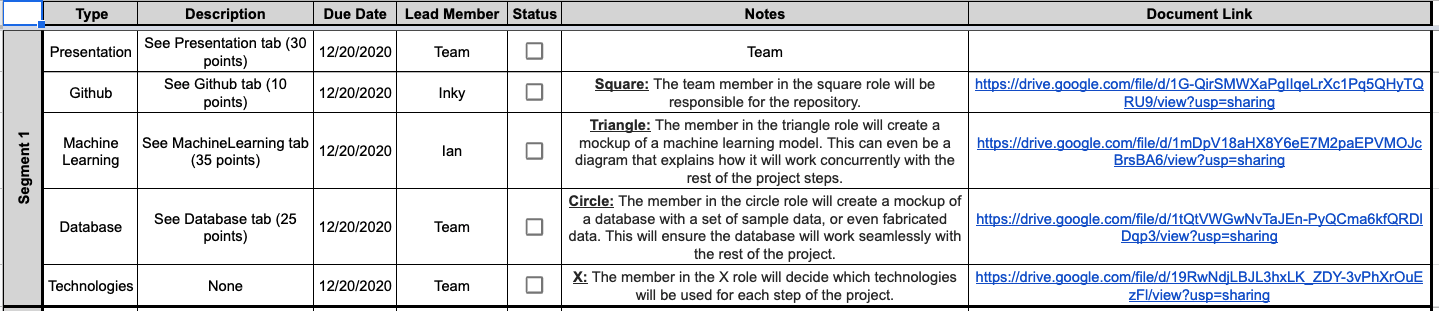 Type Description Due Date Lead Member Status Notes Document Link
Segment 1
Presentation
See Presentation tab (30
points)
12/20/2020
Team
Team
Github
See Github tab (10
points)
12/20/2020
Inky
Square: The team member in the square role will be
responsible for the repository.
https://drive.google.com/file/d/1G-QirSMWXaPgIIqeLrXc1Pq5QHyTQ
RU9/view?usp=sharing
Machine
Learning
See MachineLearning tab
(35 points)
12/20/2020
Ian
Triangle: The member in the triangle role will create a
mockup of a machine learning model. This can even be a
diagram that explains how it will work concurrently with the
rest of the project steps.
https://drive.google.com/file/d/1mDpV18aHX8Y6eE7M2paEPVMOJc
BrsBA6/view?usp=sharing
Database
See Database tab (25
points)
12/20/2020
Team
Circle: The member in the circle role will create a mockup of
a database with a set of sample data, or even fabricated
data. This will ensure the database will work seamlessly with
the rest of the project.
https://drive.google.com/file/d/1tQtVWGwNvTaJEn-PyQCma6kfQRDI
Dqp3/view?usp=sharing
Technologies
None
12/20/2020
Team
X: The member in the X role will decide which technologies
will be used for each step of the project.
https://drive.google.com/file/d/19RwNdjLBJL3hxLK_ZDY-3vPhXrOuE
zFI/view?usp=sharing